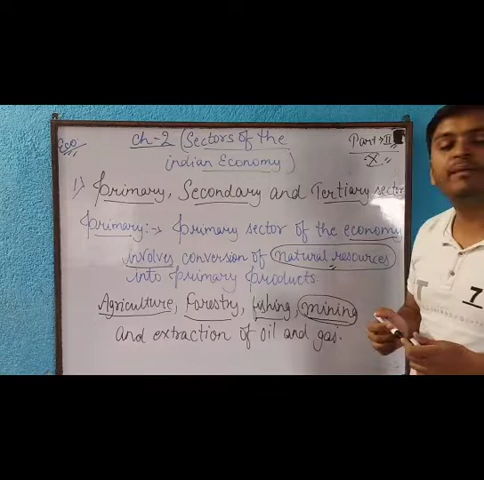 Eco
ch-2 (Sectors of the
indian Economy)
Part-II
X
1) Primary, Secondary and Tertiary sector
Primary:-> Primary sector of the economy
involves conversion of natural resources
into primary products.
Agriculture, Forestry, fishing, mining
and extraction of oil and gas.
7